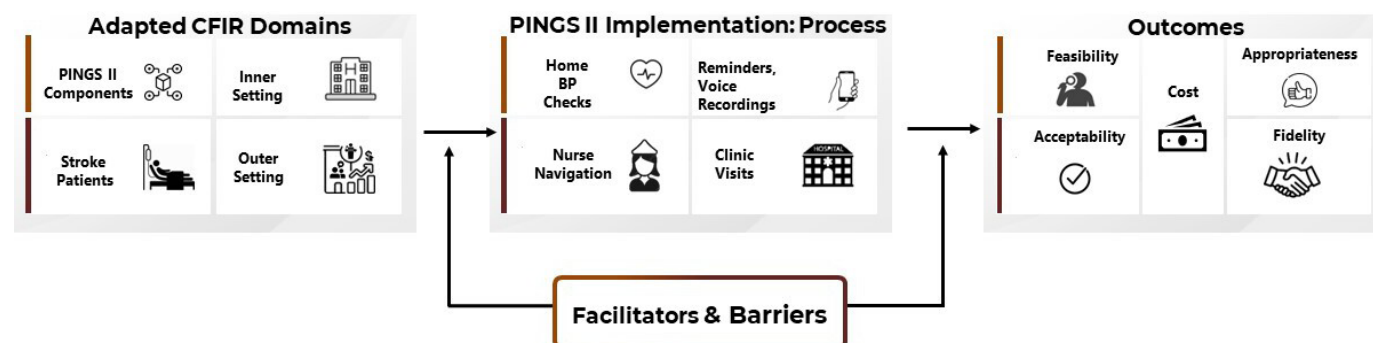 Adapted CFIR Domains
PINGS II
Components
Inner
Setting
Stroke
Patients
Outer
Setting
PINGS II Implementation: Process
Home
BP
Checks
Reminders,
Voice
Recordings
Nurse
Navigation
Clinic
Visits
HOSPITAL
Outcomes
Feasibility
Cost
Appropriateness
Acceptability
Fidelity
Facilitators & Barriers